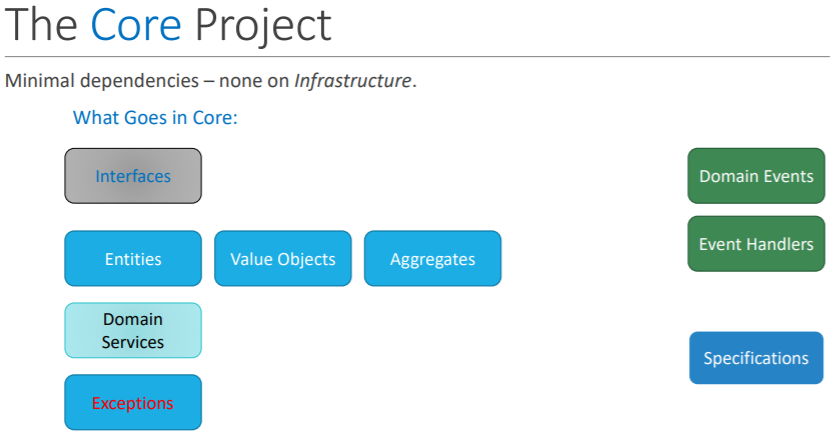 The Core Project
Minimal dependencies – none on Infrastructure.
What Goes in Core:
Interfaces
Domain Events
Event Handlers
Entities
Value Objects
Aggregates
Domain
Services
Specifications
Exceptions